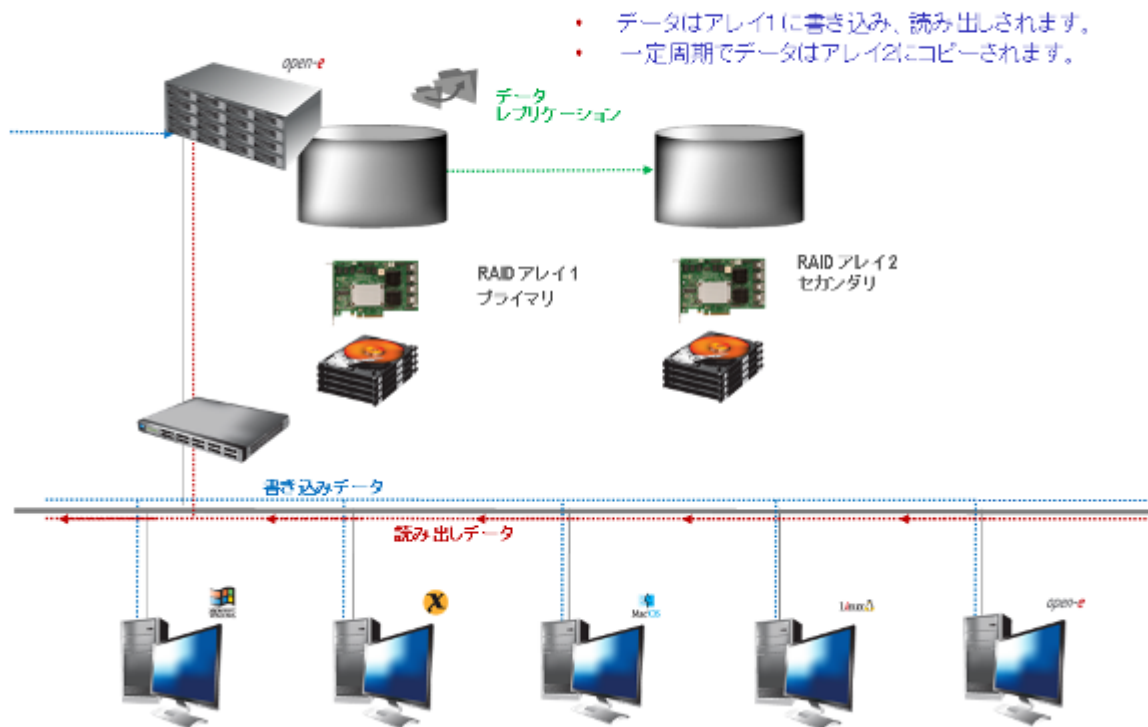 データはアレイ1に書き込み、読み出しされます。
一定周期でデータはアレイ2にコピーされます。
open-e
データ
レプリケーション
RAID アレイ1
プライマリ
RAID アレイ2
セカンダリ
書き込みデータ
読み出しデータ
Mac OS
Linux
open-e